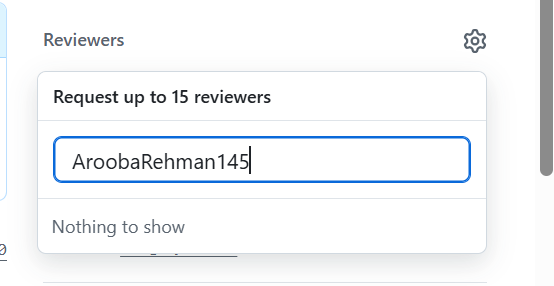 Reviewers
Request up to 15 reviewers
AroobaRehman145
Nothing to show